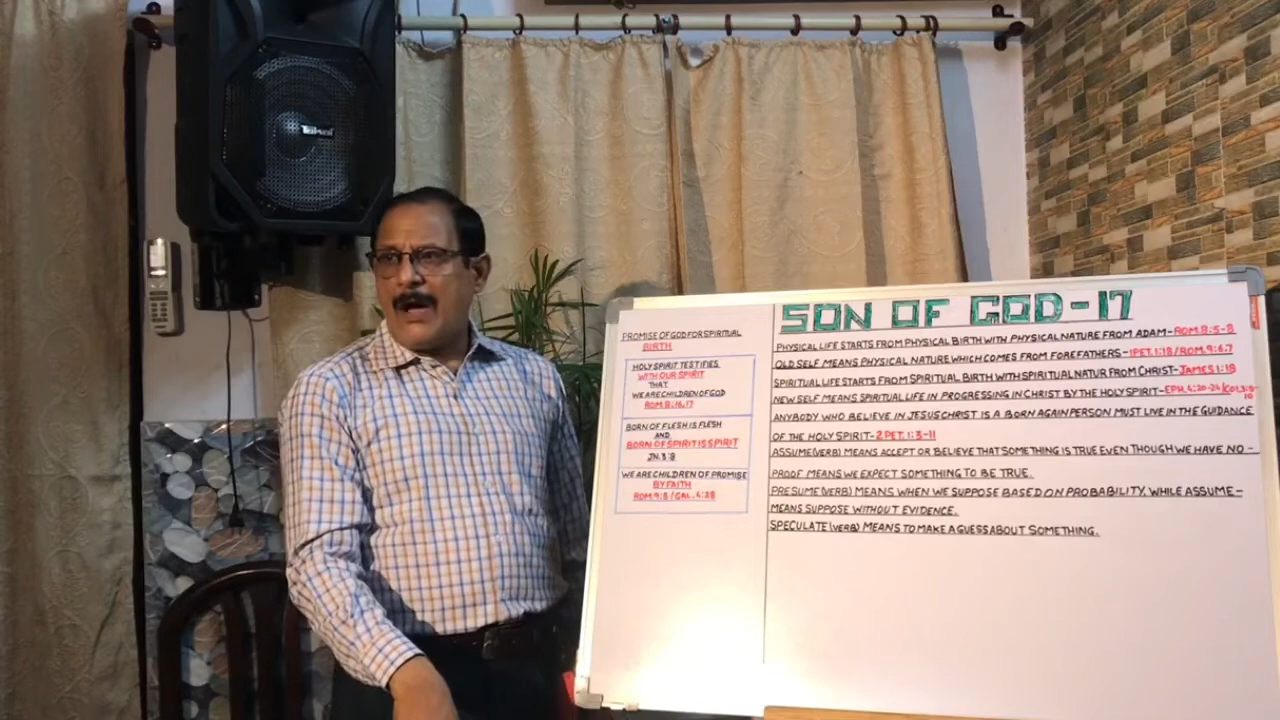 SON OF GOD-17
PROMISE OF GOD FOR SPIRITUAL
BIRTH
HOLY SPIRIT TESTIFIES
WITH OUR SPIRIT
THAT
WE ARE CHILDREN OF GOD
ROM.8:16,17
BORN OF FLESH IS FLESH
AND
BORN OF SPIRIT IS SPIRIT
JN.3:8
WE ARE CHILDREN OF PROMISE
BY FAITH
ROM.9:8/GAL.4:28
PHYSICAL LIFE STARTS FROM PHYSICAL BIRTH WITH PHYSICAL NATURE FROM ADAM-ROM.8:5-8
OLD SELF MEANS PHYSICAL NATURE WHICH COMES FROM FOREFATHERS-1PET.1:18/ROM.9:6,7
SPIRITUAL LIFE STARTS FROM SPIRITUAL BIRTH WITH SPIRITUAL NATUR FROM CHRIST-JAMES 1:18
NEW SELF MEANS SPIRITUAL LIFE IN PROGRESSING IN CHRIST BY THE HOLY SPIRIT-EPH.4:20-24/COL.3:9
10
ANYBODY WHO BELIEVE IN JESUS CHRIST IS A BORN AGAIN PERSON MUST LIVE IN THE GUIDANCE
OF THE HOLY SPIRIT-2PET.1:3-11
ASSUME(VERB) MEANS ACCEPT OR BELIEVE THAT SOMETHING IS TRUE EVEN THOUGH WE HAVE NO-
PROOF MEANS WE EXPECT SOMETHING TO BE TRUE.
PRESUME(VERB) MEANS WHEN WE SUPPOSE BASED ON PROBABILITY, WHILE ASSUME-
MEANS SUPPOSE WITHOUT EVIDENCE.
SPECULATE(VERB) MEANS TO MAKE A GUESS ABOUT SOMETHING.